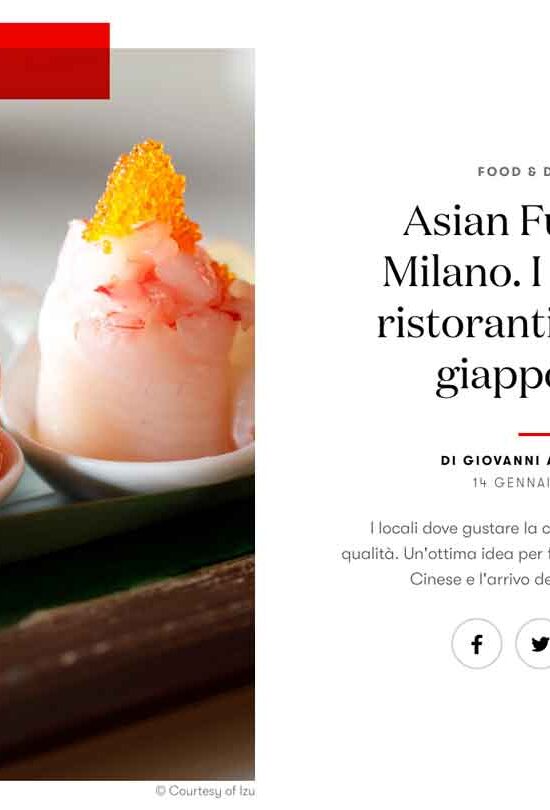 FOOD & D
Asian Fu
Milano. I
ristoranti
giappo
DI GIOVANNI A
14 GENNAI
I locali dove gustare la c
qualità. Un'ottima idea per f
Cinese e l'arrivo de
© Courtesy of Izu